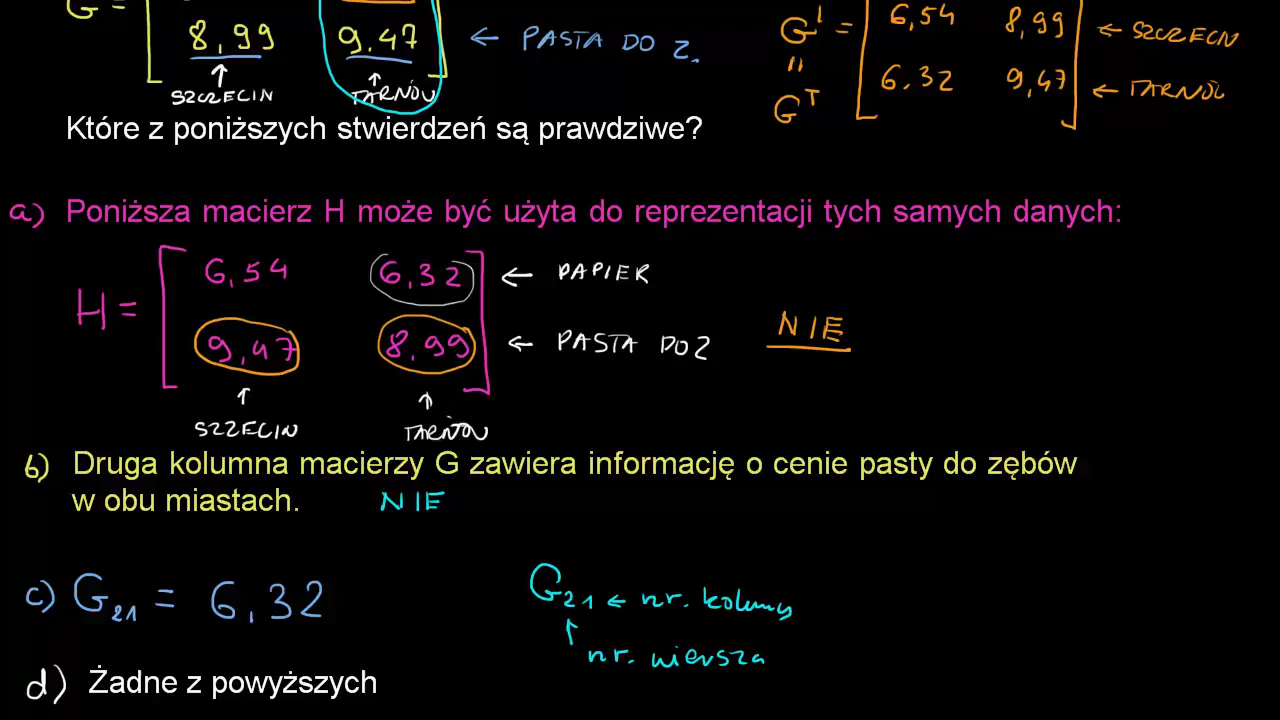 G =
8,99 9,47 ← PASTA DO Z.
↑ SZCZECIN ↑ TARNÓW
G' = 6,54 8,99 ← SZCZECIN
"
G^T 6,32 9,47 ← TARNÓW
Które z poniższych stwierdzeń są prawdziwe?
a) Poniższa macierz H może być użyta do reprezentacji tych samych danych:
H = 6,54 6,32 ← PAPIER
9,47 8,99 ← PASTA DO Z NIE
↑ ↑
SZZECIN TARNÓW
b) Druga kolumna macierzy G zawiera informację o cenie pasty do zębów
w obu miastach. NIE
c) G21 = 6,32
G21 ← nr. kolumny
↑
nr. wiersza
d) Żadne z powyższych